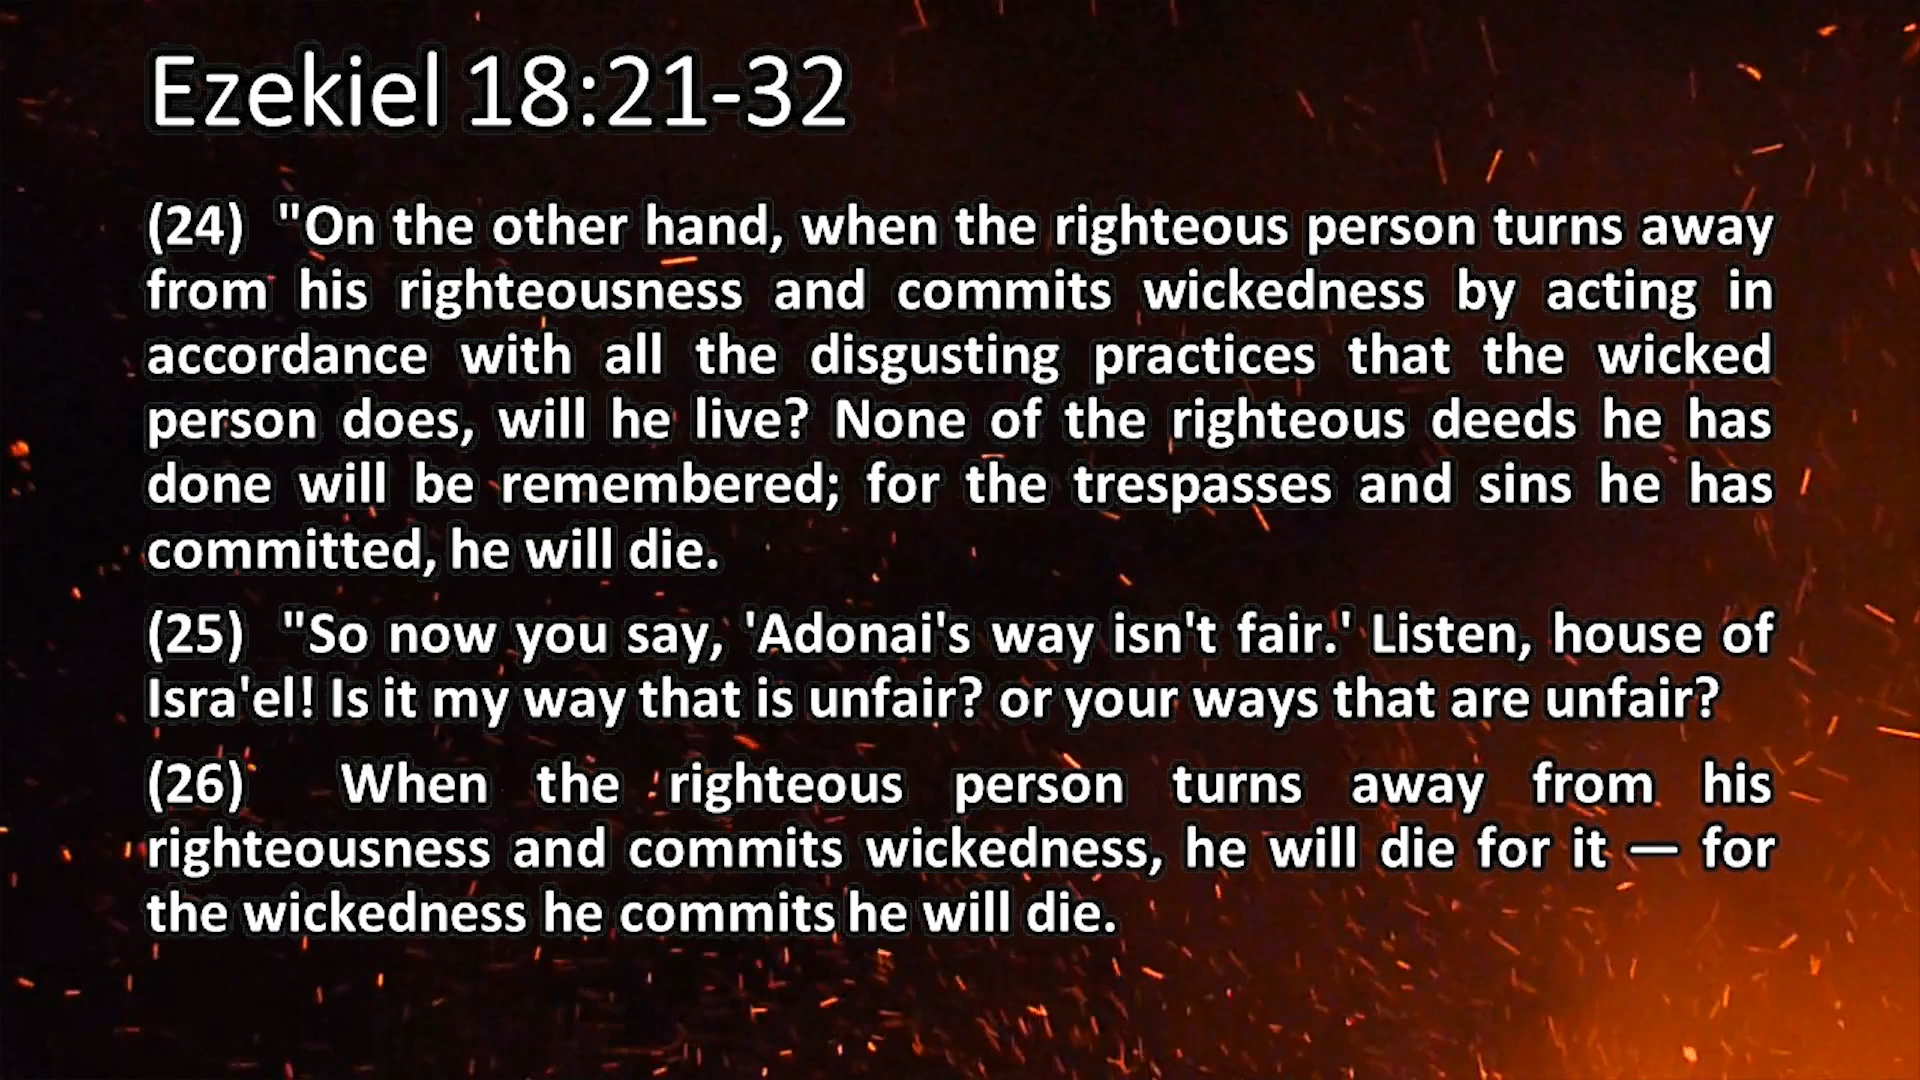 Ezekiel 18:21-32
(24) "On the other hand, when the righteous person turns away
from his righteousness and commits wickedness by acting in
accordance with all the disgusting practices that the wicked
person does, will he live? None of the righteous deeds he has
done will be remembered; for the trespasses and sins he has
committed, he will die.
(25) "So now you say, 'Adonai's way isn't fair.' Listen, house of
Isra'el! Is it my way that is unfair? or your ways that are unfair?
(26) When the righteous person turns away from his
righteousness and commits wickedness, he will die for it — for
the wickedness he commits he will die.